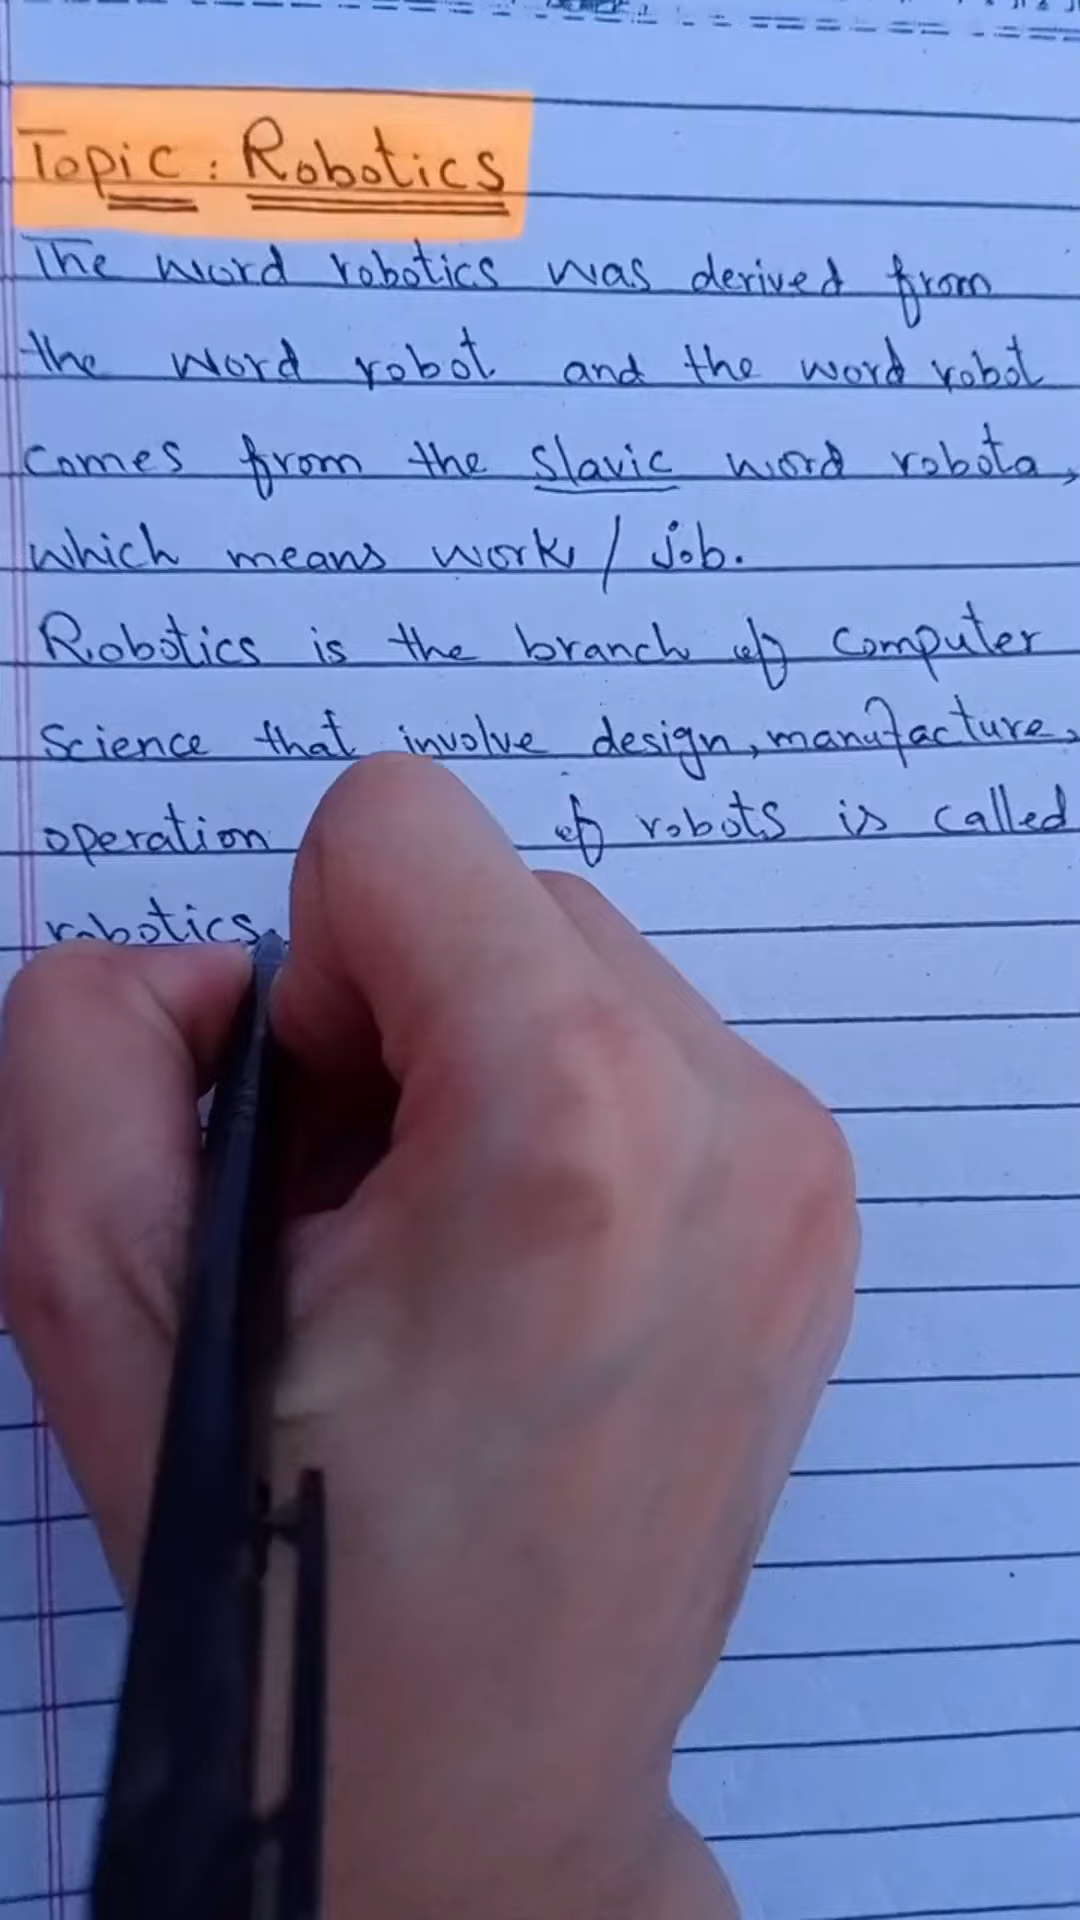 Topic : Robotics
The word robotics was derived from
the word robot and the word robot
comes from the slavic word robota,
which means work / job.
Robotics is the branch of computer
Science that involve design, manufacture,
operation of robots is called
robotics.